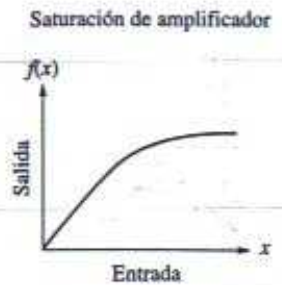 Saturación de amplificador
f(x)
Salida
x
Entrada